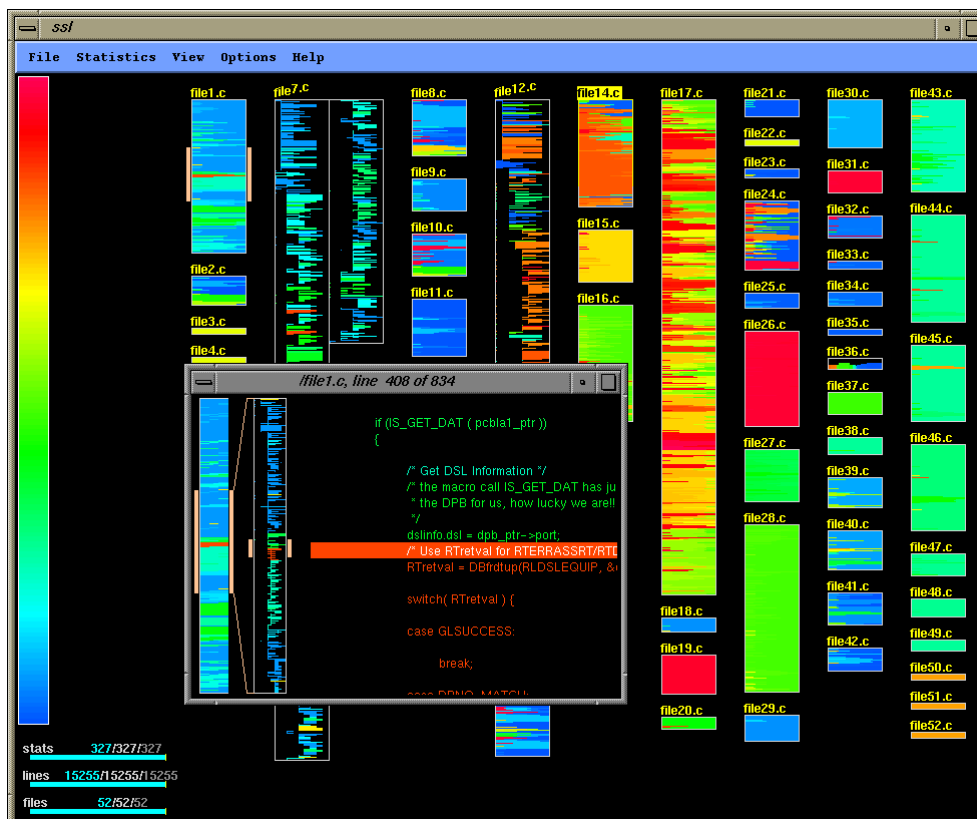 ssl
File Statistics View Options Help
file1.c
file2.c
file3.c
file4.c
file7.c
file8.c
file9.c
file10.c
file11.c
file12.c
file14.c
file15.c
file16.c
file17.c
file18.c
file19.c
file20.c
file21.c
file22.c
file23.c
file24.c
file25.c
file26.c
file27.c
file28.c
file29.c
file30.c
file31.c
file32.c
file33.c
file34.c
file35.c
file36.c
file37.c
file38.c
file39.c
file40.c
file41.c
file42.c
file43.c
file44.c
file45.c
file46.c
file47.c
file48.c
file49.c
file50.c
file51.c
file52.c
/file1.c, line 408 of 834
if (IS_GET_DAT ( pcbla1_ptr ))
{
/* Get DSL Information */
/* the macro call IS_GET_DAT has ju
* the DPB for us, how lucky we are!!
*/
dslinfo.dsl = dpb_ptr->port;
/* Use RTretval for RTERRASSRT/RTD
RTretval = DBfrdtup(RLDSLEQUIP, &
switch( RTretval ) {
case GLSUCCESS:
break;
stats 327/327/327
lines 15255/15255/15255
files 52/52/52